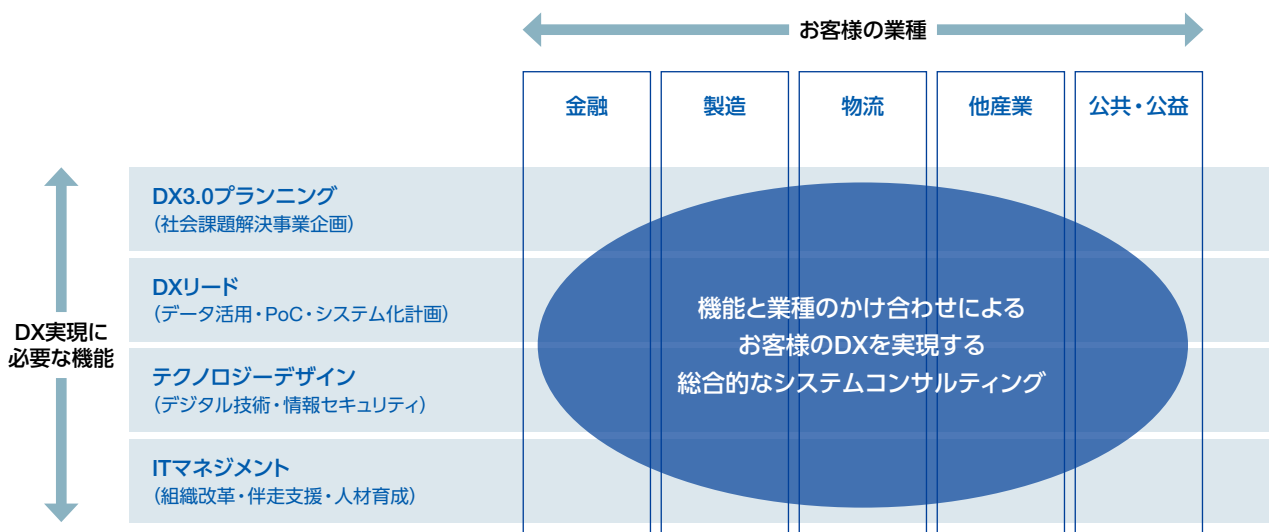 お客様の業種
金融
製造
物流
他産業
公共・公益
DX実現に
必要な機能
DX3.0プランニング
（社会課題解決事業企画）
DXリード
（データ活用・PoC・システム化計画）
テクノロジーデザイン
（デジタル技術・情報セキュリティ）
ITマネジメント
（組織改革・伴走支援・人材育成）
機能と業種のかけ合わせによる
お客様のDXを実現する
総合的なシステムコンサルティング